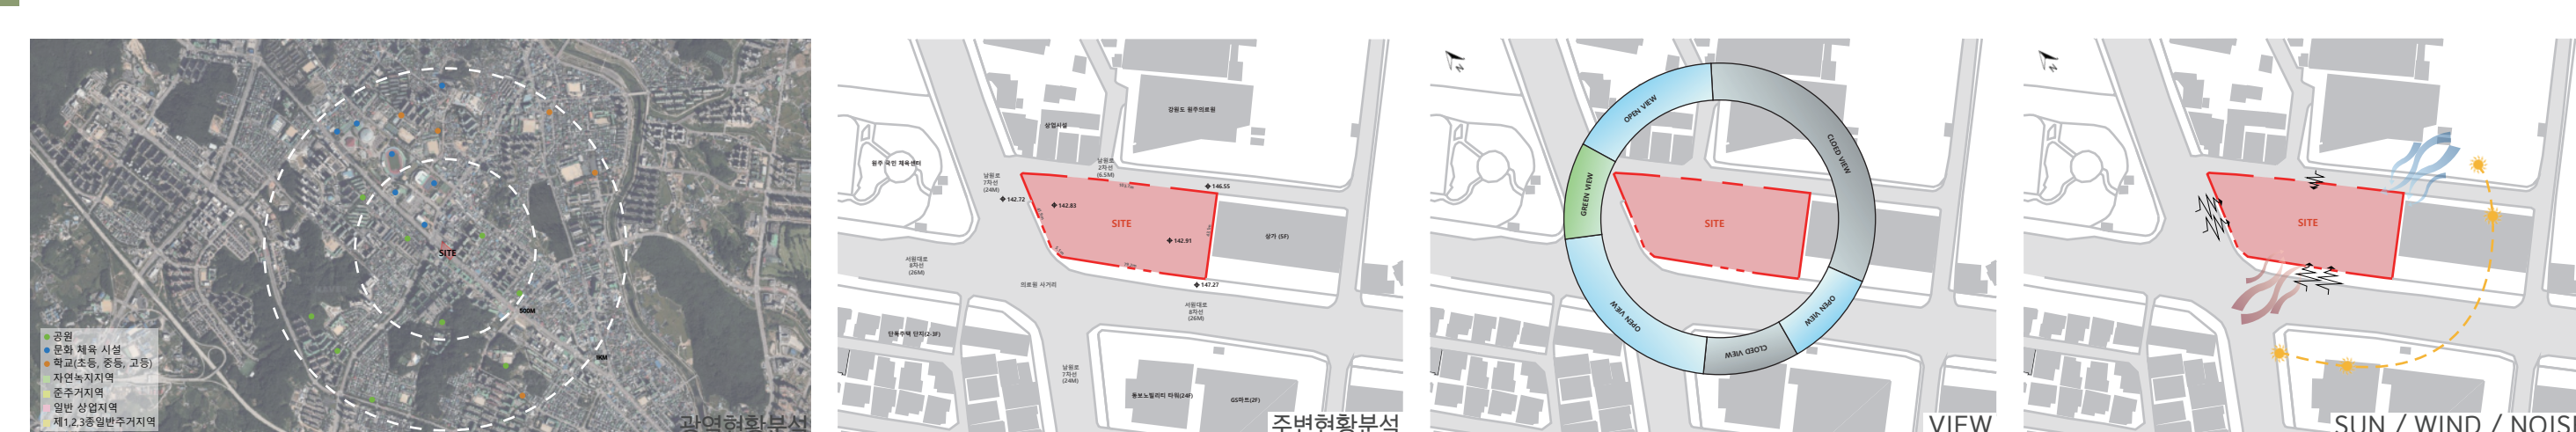 SITE
500M
1KM
공원
문화 체육 시설
학교(초등, 중등, 고등)
자연녹지지역
준주거지역
일반 상업지역
제1,2,3종일반주거지역
광역현황분석
강원도 원주의료원
상업시설
원주 국민 체육센터
남원로
7차선
(24M)
남원로
2차선
(6.5M)
146.55
142.72
142.83
SITE
142.91
상가 (5F)
서원대로
8차선
(26M)
의료원 사거리
147.27
서원대로
8차선
(26M)
단독주택 단지(2-3F)
남원로
7차선
(24M)
동보노빌리티 타워(24F)
GS마트(2F)
주변현황분석
N
OPEN VIEW
CLOED VIEW
GREEN VIEW
SITE
OPEN VIEW
OPEN VIEW
CLOED VIEW
VIEW
N
SITE
SUN / WIND / NOIS